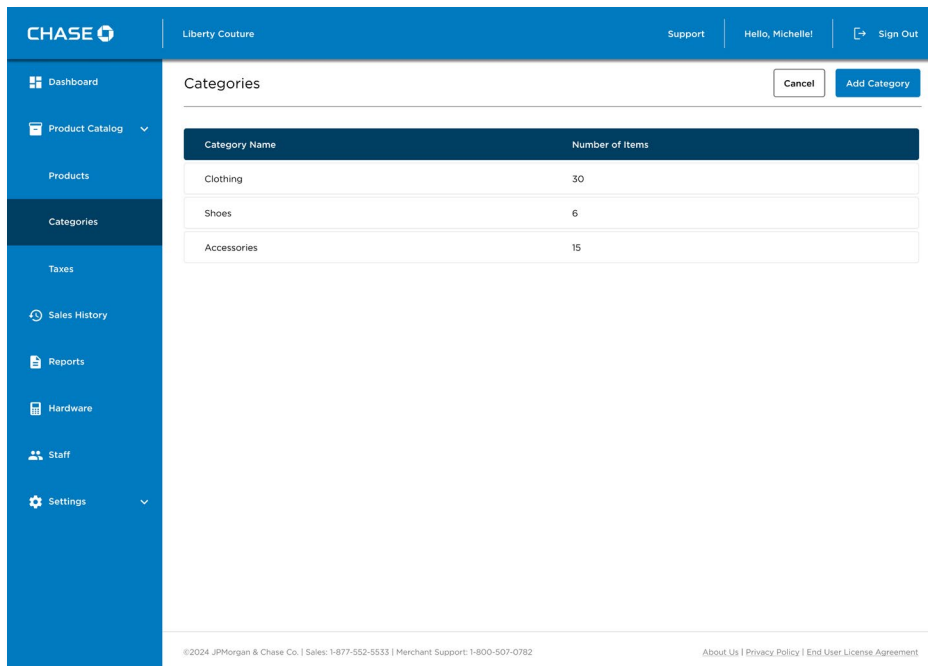 CHASE
Liberty Couture
Support
Hello, Michelle!
Sign Out
Dashboard
Product Catalog
Products
Categories
Taxes
Sales History
Reports
Hardware
Staff
Settings
Categories
Cancel
Add Category
Category Name Number of Items
Clothing 30
Shoes 6
Accessories 15
©2024 JPMorgan & Chase Co. | Sales: 1-877-552-5533 | Merchant Support: 1-800-507-0782
About Us | Privacy Policy | End User License Agreement